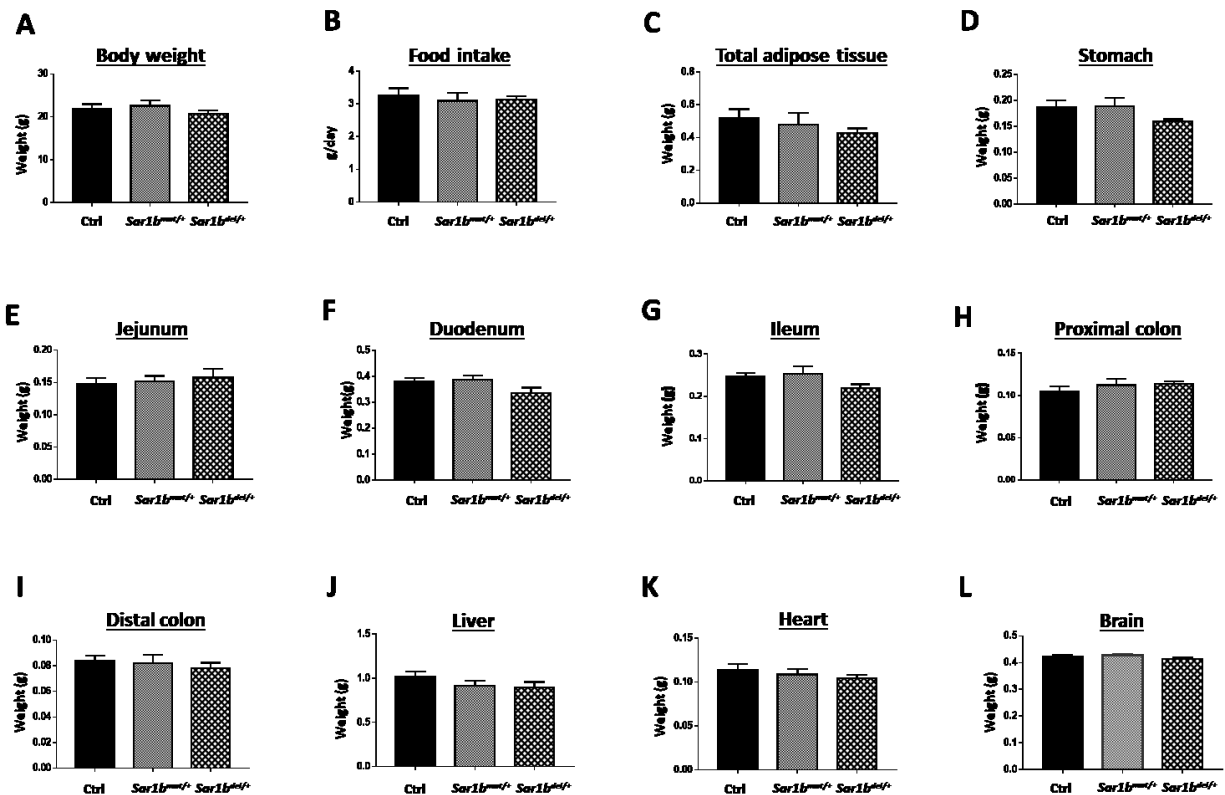 A
Body weight
Weight (g)
30
20
10
0
Ctrl Sar1b^mut/+ Sar1b^del/+
B
Food intake
g/day
4
3
2
1
0
Ctrl Sar1b^mut/+ Sar1b^del/+
C
Total adipose tissue
Weight (g)
0.8
0.6
0.4
0.2
0.0
Ctrl Sar1b^mut/+ Sar1b^del/+
D
Stomach
Weight (g)
0.20
0.15
0.10
0.05
0.00
Ctrl Sar1b^mut/+ Sar1b^del/+
E
Jejunum
Weight (g)
0.20
0.15
0.10
0.05
0.00
Ctrl Sar1b^mut/+ Sar1b^del/+
F
Duodenum
Weight(g)
0.5
0.4
0.3
0.2
0.1
0.0
Ctrl Sar1b^mut/+ Sar1b^del/+
G
Ileum
Weight (g)
0.3
0.2
0.1
0.0
Ctrl Sar1b^mut/+ Sar1b^del/+
H
Proximal colon
Weight (g)
0.15
0.10
0.05
0.00
Ctrl Sar1b^mut/+ Sar1b^del/+
I
Distal colon
Weight (g)
0.10
0.08
0.06
0.04
0.02
0.00
Ctrl Sar1b^mut/+ Sar1b^del/+
J
Liver
Weight (g)
1.5
1.0
0.5
0.0
Ctrl Sar1b^mut/+ Sar1b^del/+
K
Heart
Weight (g)
0.15
0.10
0.05
0.00
Ctrl Sar1b^mut/+ Sar1b^del/+
L
Brain
Weight (g)
0.5
0.4
0.3
0.2
0.1
0.0
Ctrl Sar1b^mut/+ Sar1b^del/+